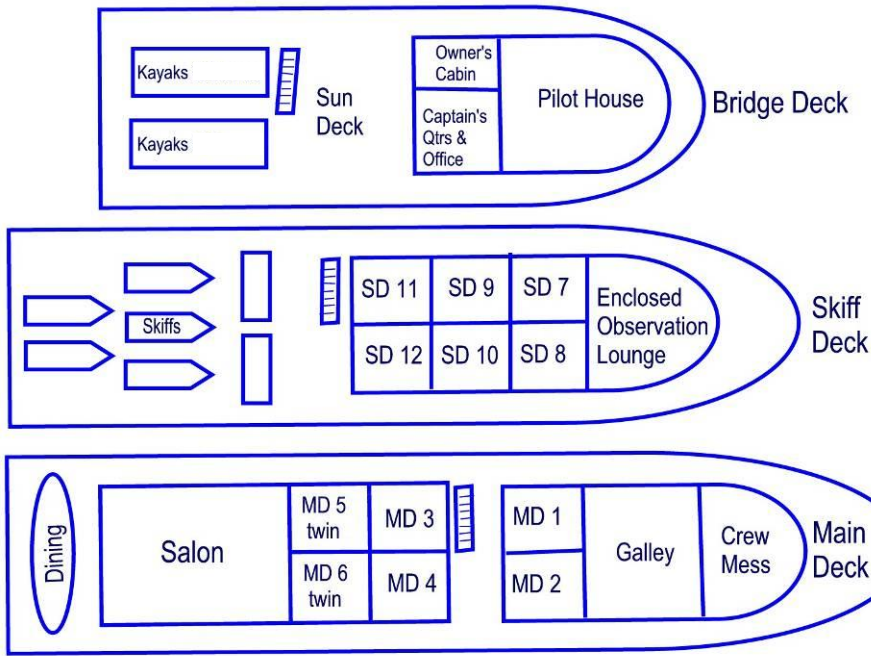 Kayaks
Kayaks
Sun
Deck
Owner's
Cabin
Captain's
Qtrs &
Office
Pilot House
Bridge Deck
Skiffs
SD 11
SD 9
SD 7
SD 12
SD 10
SD 8
Enclosed
Observation
Lounge
Skiff
Deck
Dining
Salon
MD 5
twin
MD 3
MD 6
twin
MD 4
MD 1
MD 2
Galley
Crew
Mess
Main
Deck